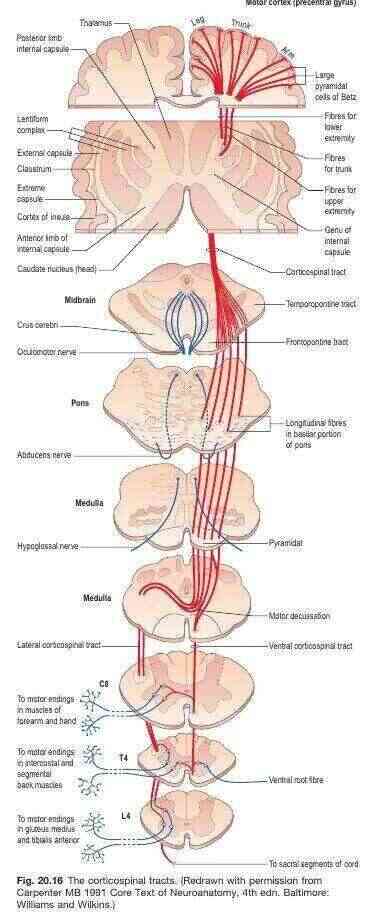 Motor cortex (precentral gyrus)
Thalamus
Leg
Trunk
Arm
Posterior limb
internal capsule
Large
pyramidal
cells of Betz
Lentiform
complex
Fibres for
lower
extremity
External capsule
Fibres
for trunk
Claustrum
Extreme
capsule
Fibres for
upper
extremity
Cortex of insula
Anterior limb of
internal capsule
Genu of
internal
capsule
Caudate nucleus (head)
Corticospinal tract
Midbrain
Temporopontine tract
Crus cerebri
Frontopontine tract
Oculomotor nerve
Pons
Longitudinal fibres
in basilar portion
of pons
Abducens nerve
Medulla
Hypoglossal nerve
Pyramidal
Medulla
Motor decussation
Lateral corticospinal tract
Ventral corticospinal tract
C8
To motor endings
in muscles of
forearm and hand
T4
To motor endings
in intercostal and
segmental
back muscles
Ventral root fibre
L4
To motor endings
in gluteus medius
and tibialis anterior
To sacral segments of cord
Fig. 20.16 The corticospinal tracts. (Redrawn with permission from
Carpenter MB 1991 Core Text of Neuroanatomy, 4th edn. Baltimore:
Williams and Wilkins.)